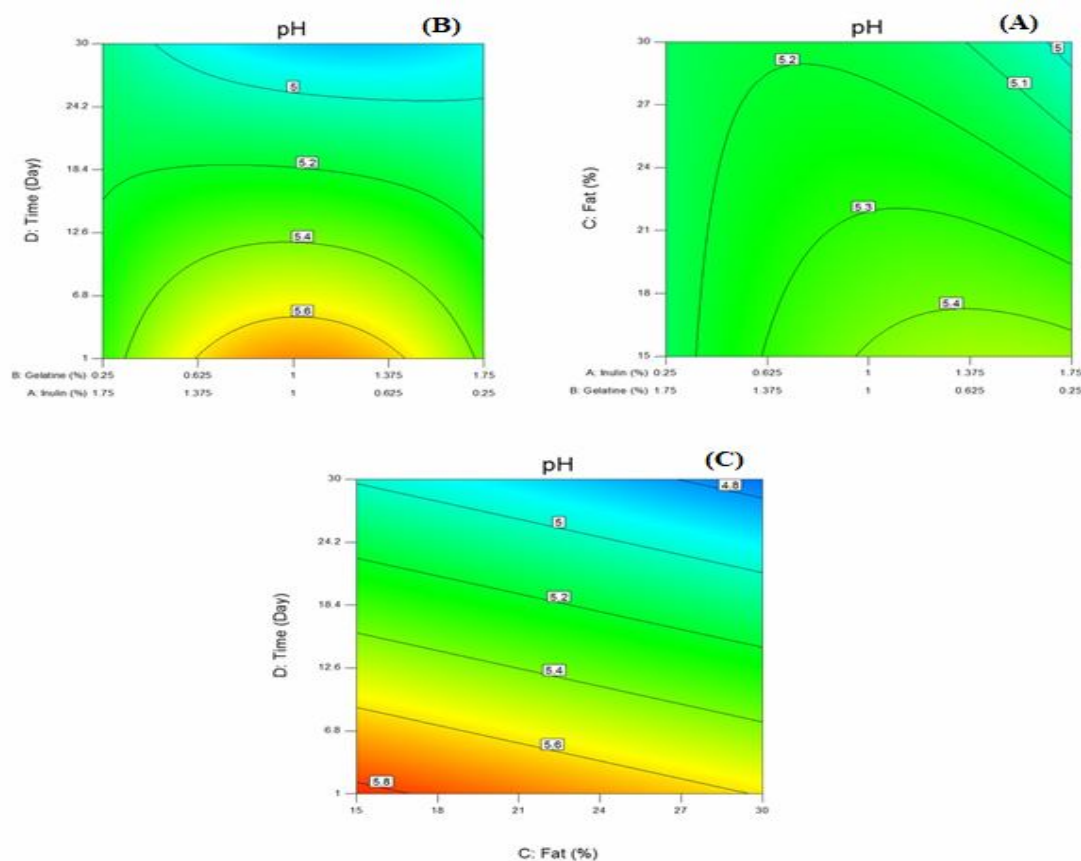 pH (B)
30
24.2
18.4
12.6
6.8
1
D: Time (Day)
5
5.2
5.4
5.6
B: Gelatine (%) 0.25 0.625 1 1.375 1.75
A: Inulin (%) 1.75 1.375 1 0.625 0.25
pH (A)
30
27
24
21
18
15
C: Fat (%)
5
5.1
5.2
5.3
5.4
A: Inulin (%) 0.25 0.625 1 1.375 1.75
B: Gelatine (%) 1.75 1.375 1 0.625 0.25
pH (C)
30
24.2
18.4
12.6
6.8
1
D: Time (Day)
4.8
5
5.2
5.4
5.6
5.8
15 18 21 24 27 30
C: Fat (%)